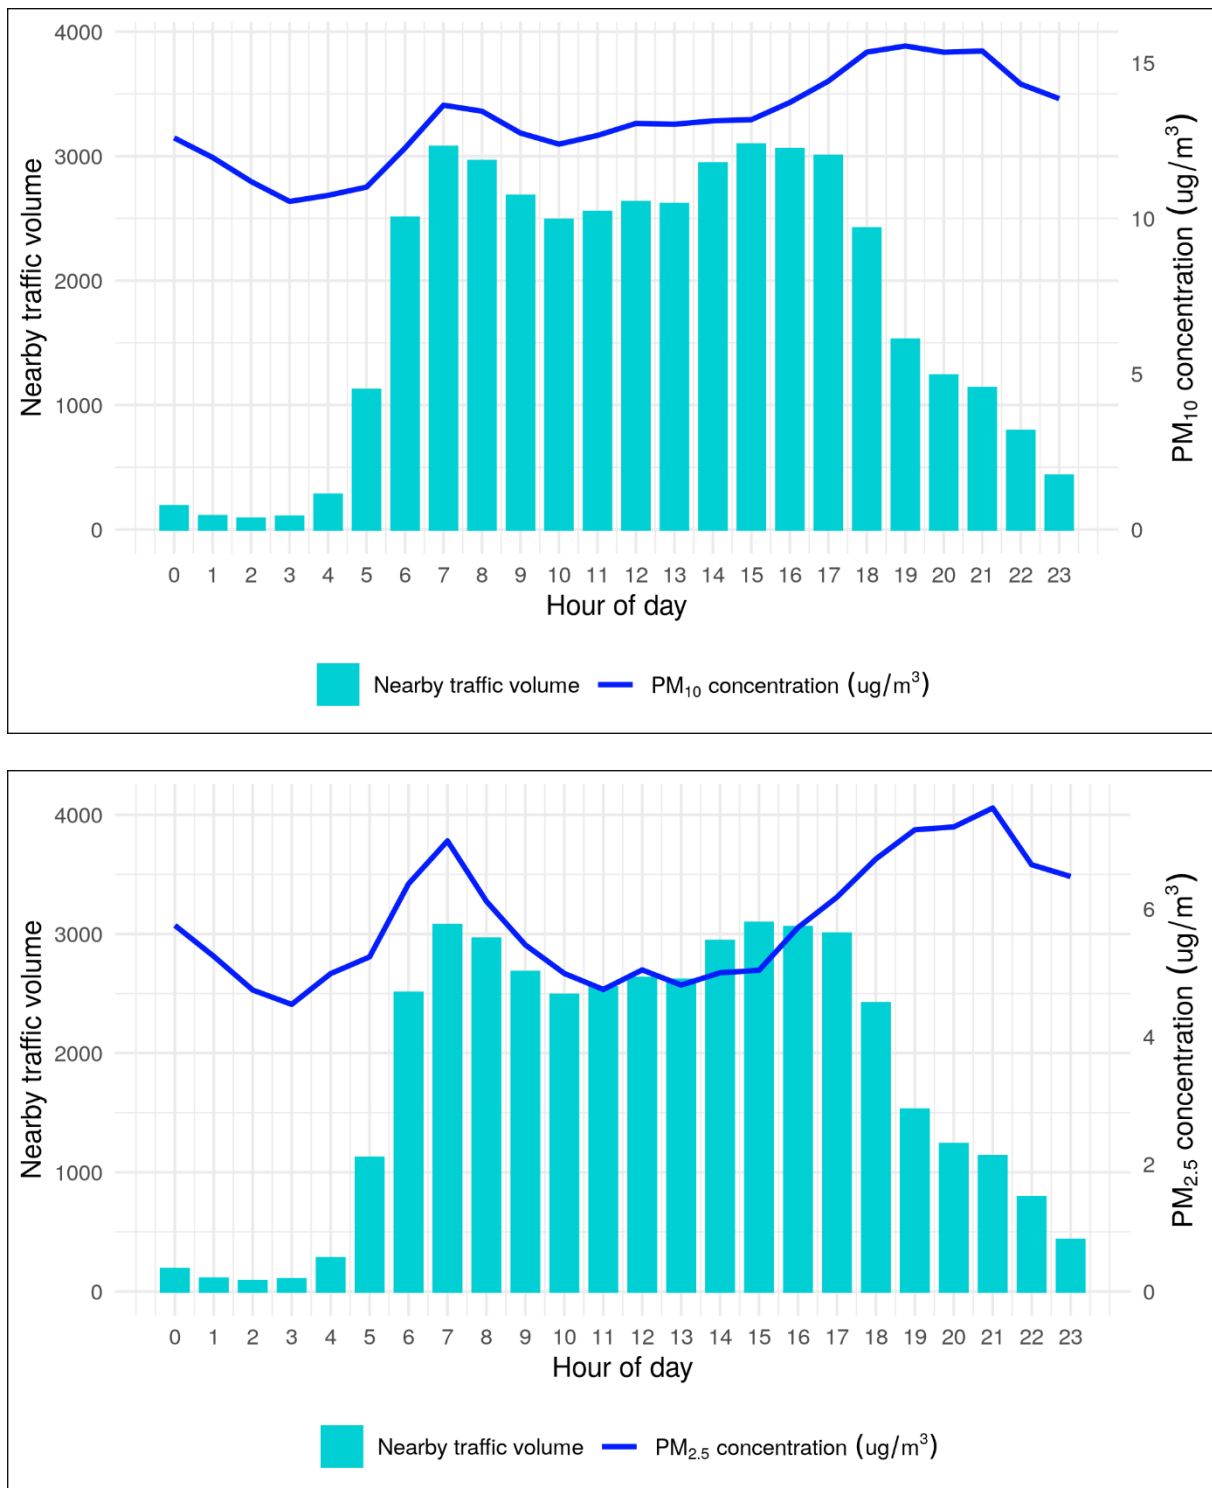 4000
3000
2000
1000
0
Nearby traffic volume
15
10
5
0
PM₁₀ concentration (ug/m³)
0 1 2 3 4 5 6 7 8 9 10 11 12 13 14 15 16 17 18 19 20 21 22 23
Hour of day
Nearby traffic volume PM₁₀ concentration (ug/m³)
4000
3000
2000
1000
0
Nearby traffic volume
6
4
2
0
PM₂.₅ concentration (ug/m³)
0 1 2 3 4 5 6 7 8 9 10 11 12 13 14 15 16 17 18 19 20 21 22 23
Hour of day
Nearby traffic volume PM₂.₅ concentration (ug/m³)